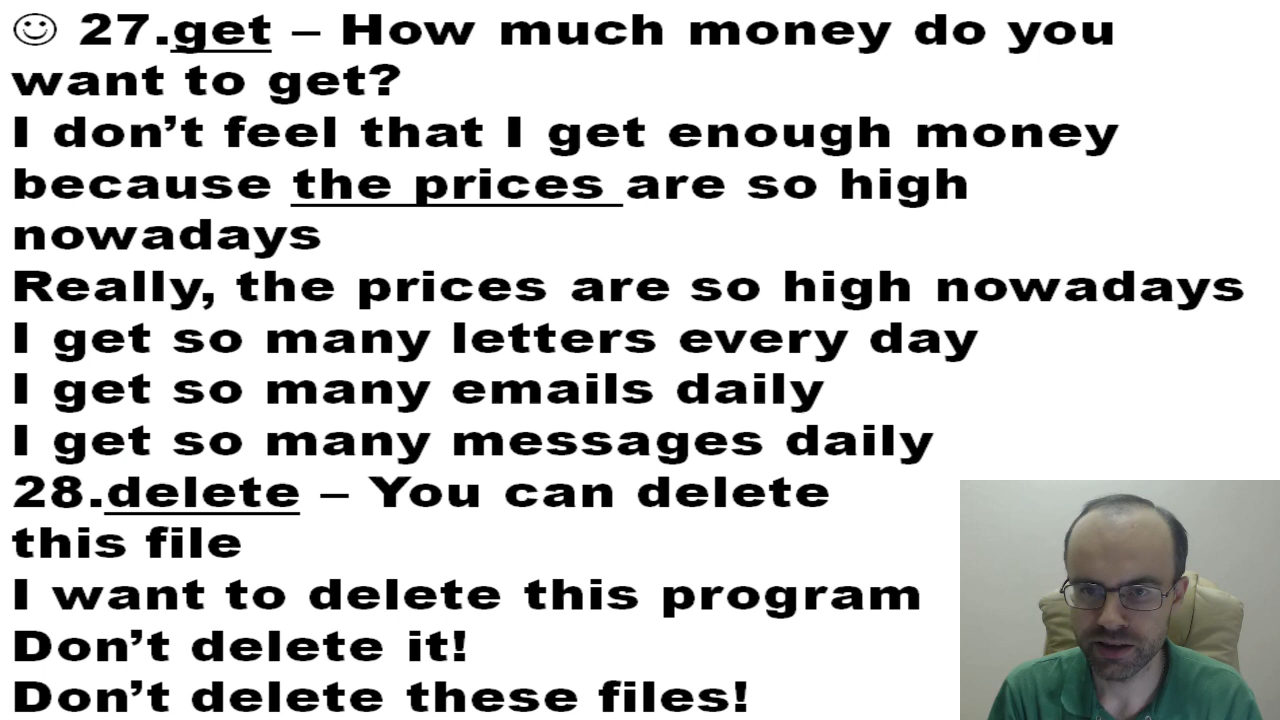 ☺ 27.get – How much money do you
want to get?
I don’t feel that I get enough money
because the prices are so high
nowadays
Really, the prices are so high nowadays
I get so many letters every day
I get so many emails daily
I get so many messages daily
28.delete – You can delete
this file
I want to delete this program
Don’t delete it!
Don’t delete these files!